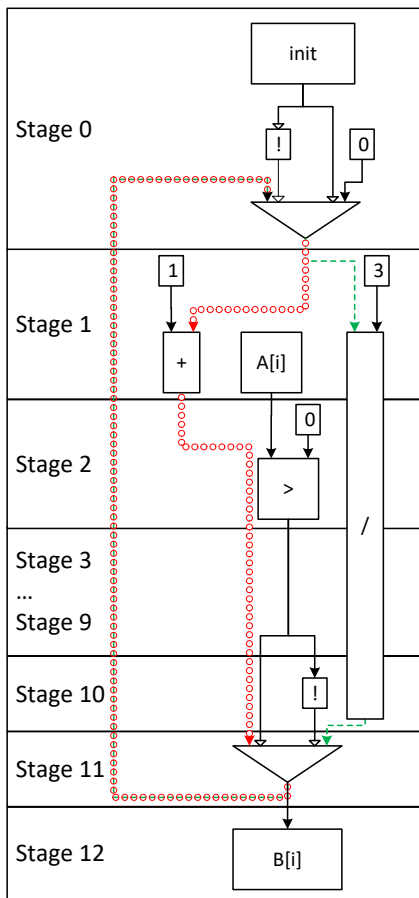 init
Stage 0
!
0
1
3
Stage 1
+
A[i]
Stage 2
0
>
/
Stage 3
...
Stage 9
Stage 10
!
Stage 11
Stage 12
B[i]